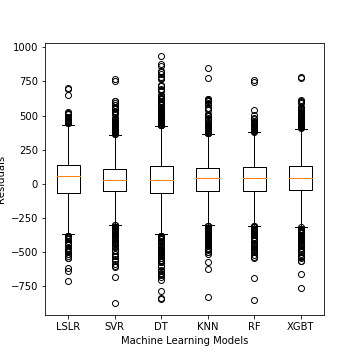 1000
750
500
250
0
−250
−500
−750
Residuals
LSLR SVR DT KNN RF XGBT
Machine Learning Models